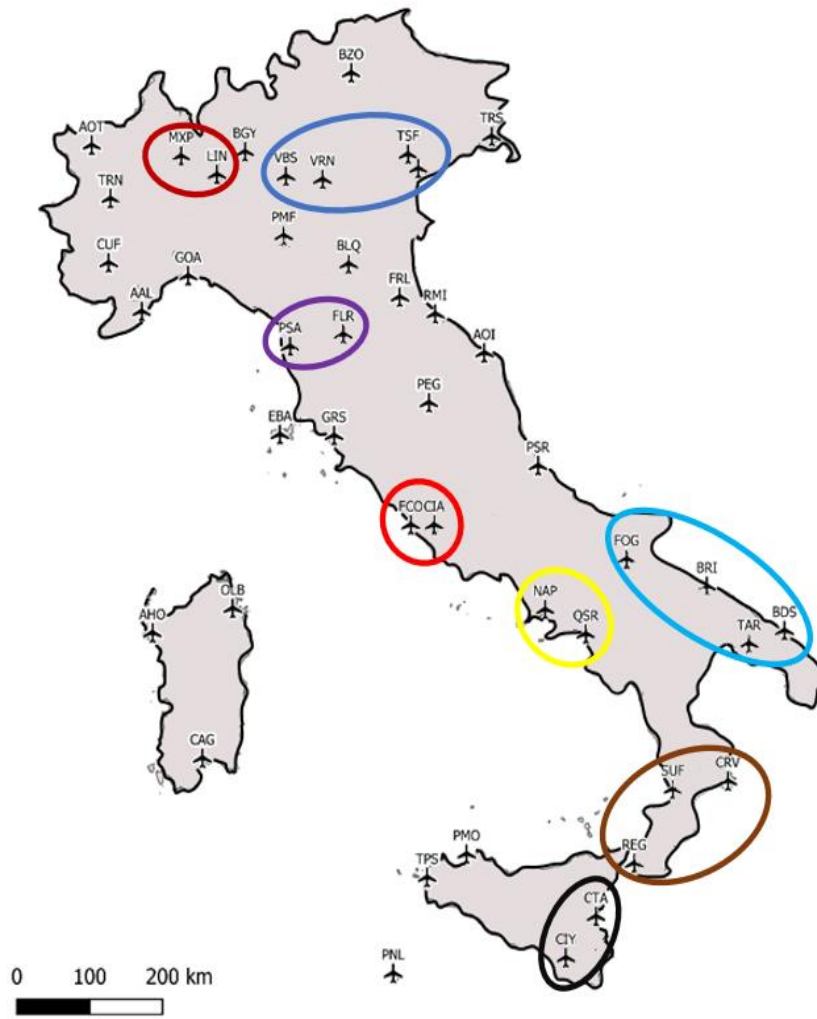 BZO
AOT
MXP
BGY
TSF
TRS
LIN
VBS
VRN
TRN
PMF
CUF
GOA
BLQ
AAL
FRL
RMI
PSA
FLR
AOI
PEG
EBA
GRS
PSR
FCOCIA
FOG
BRI
NAP
QSR
BDS
TAR
OLB
AHO
CAG
SUF
CRV
PMO
REG
TPS
CTA
CIY
PNL
0 100 200 km